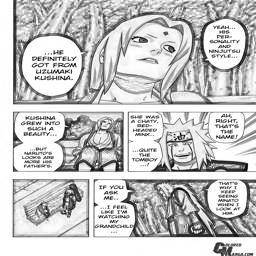 YEAH...
HIS
PER-
SONALITY
AND
NINJUTSU
STYLE...
...HE
DEFINITELY
GOT FROM
UZUMAKI
KUSHINA.
KUSHINA
GREW INTO
SUCH A
BEAUTY...
...BUT
NARUTO'S
LOOKS ARE
MORE HIS
FATHER'S.
AH,
RIGHT,
THAT'S
THE
NAME!
SHE WAS
A CHATTY,
RED-
HEADED
MINX...
...QUITE
THE
TOMBOY
...!
IF YOU
ASK
ME...
...I FEEL
LIKE I'M
WATCHING
MY
GRANDCHILD
...
THAT'S
WHY I
KEEP
SEEING
MINATO
WHEN I
LOOK AT
HIM.
COLORED
MANGA.COM